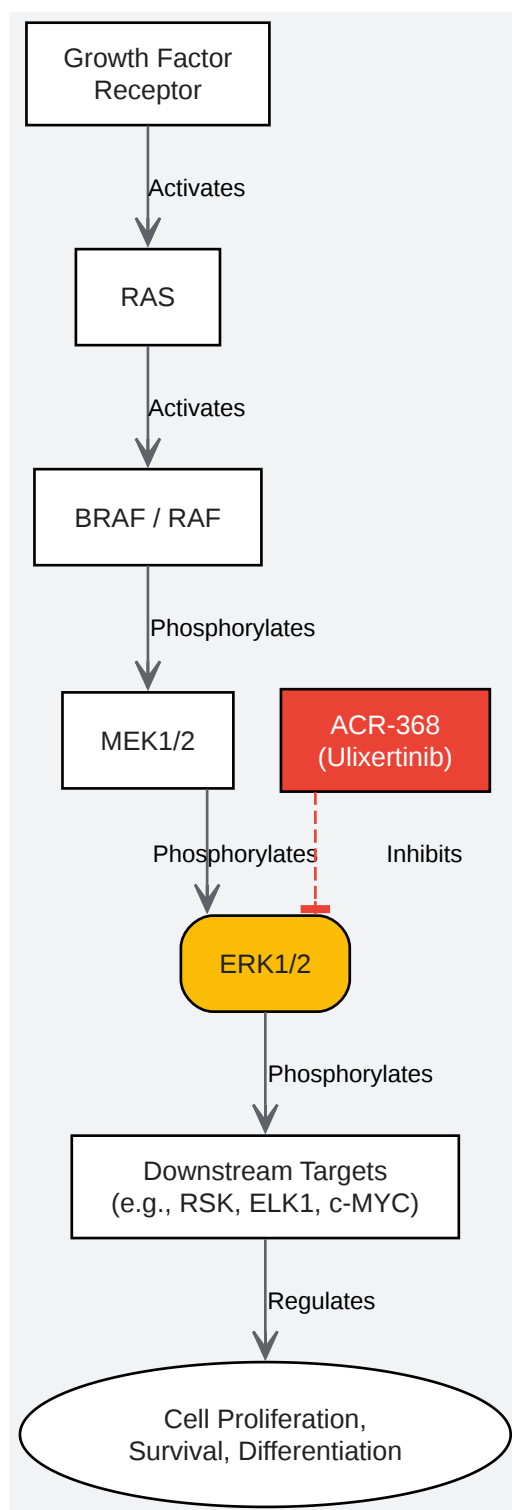 Growth Factor
Receptor
Activates
RAS
Activates
BRAF / RAF
Phosphorylates
MEK1/2
ACR-368
(Ulixertinib)
Phosphorylates
Inhibits
ERK1/2
Phosphorylates
Downstream Targets
(e.g., RSK, ELK1, c-MYC)
Regulates
Cell Proliferation,
Survival, Differentiation